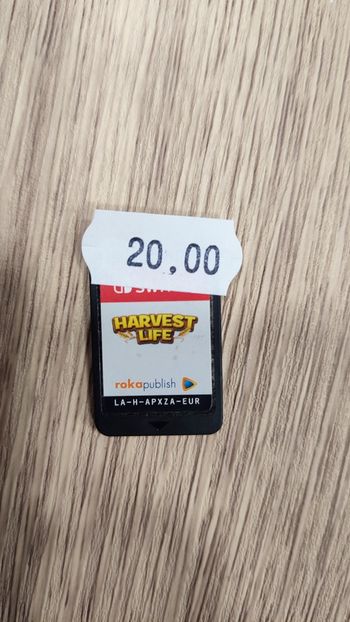 20.00
HARVEST
LIFE
rokapublish
LA-H-APXZA-EUR